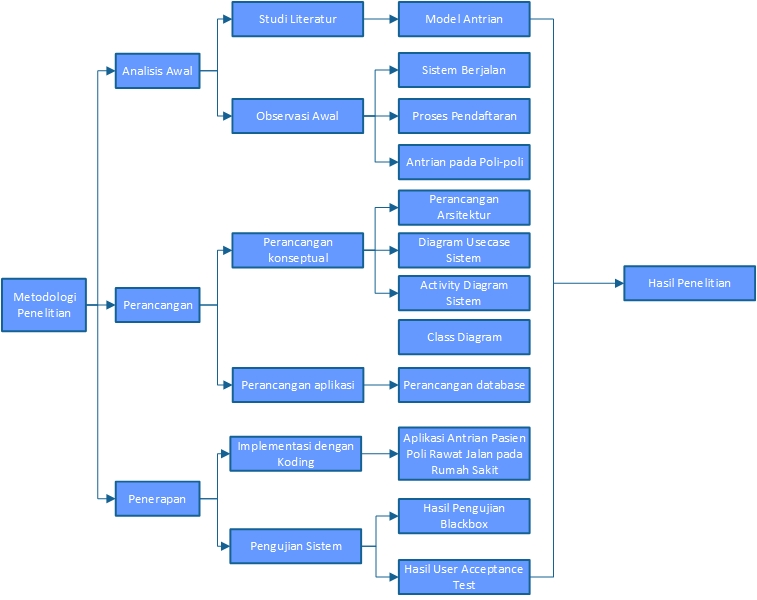 Metodologi
Penelitian
Analisis Awal
Studi Literatur
Model Antrian
Observasi Awal
Sistem Berjalan
Proses Pendaftaran
Antrian pada Poli-poli
Perancangan
Perancangan
konseptual
Perancangan
Arsitektur
Diagram Usecase
Sistem
Activity Diagram
Sistem
Class Diagram
Perancangan aplikasi
Perancangan database
Penerapan
Implementasi dengan
Koding
Aplikasi Antrian Pasien
Poli Rawat Jalan pada
Rumah Sakit
Pengujian Sistem
Hasil Pengujian
Blackbox
Hasil User Acceptance
Test
Hasil Penelitian